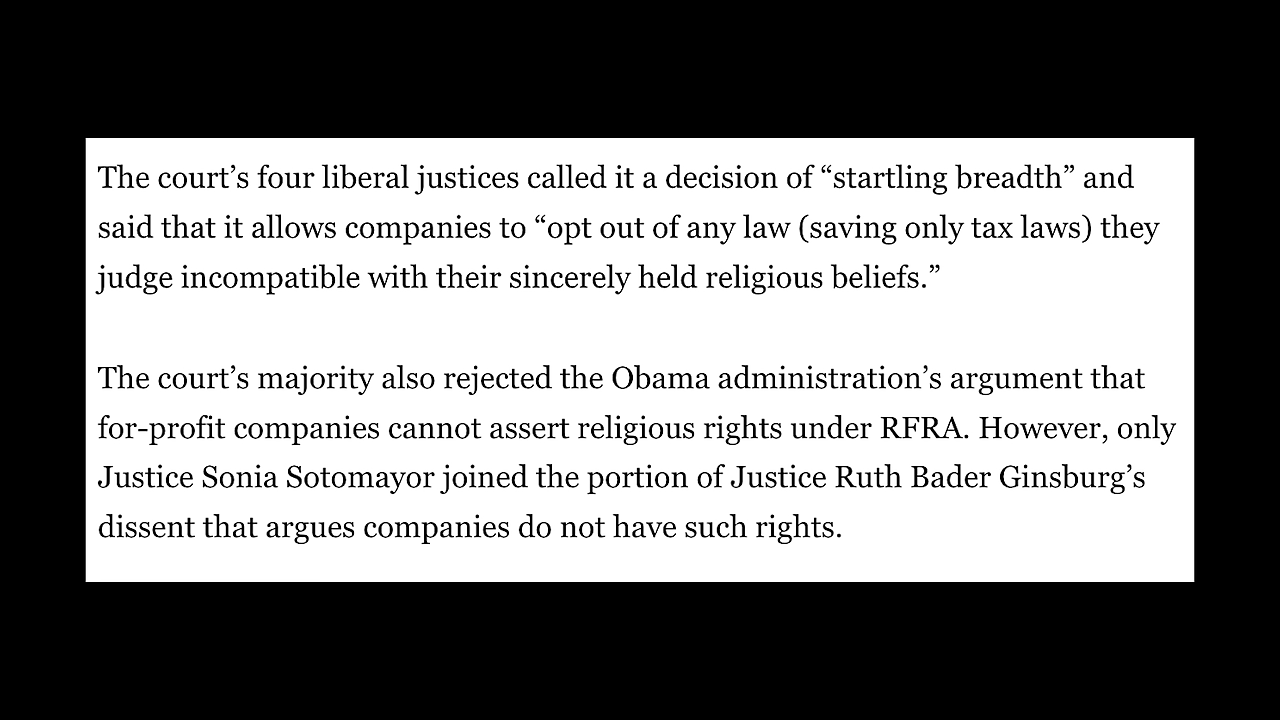 The court’s four liberal justices called it a decision of “startling breadth” and
said that it allows companies to “opt out of any law (saving only tax laws) they
judge incompatible with their sincerely held religious beliefs.”
The court’s majority also rejected the Obama administration’s argument that
for-profit companies cannot assert religious rights under RFRA. However, only
Justice Sonia Sotomayor joined the portion of Justice Ruth Bader Ginsburg’s
dissent that argues companies do not have such rights.